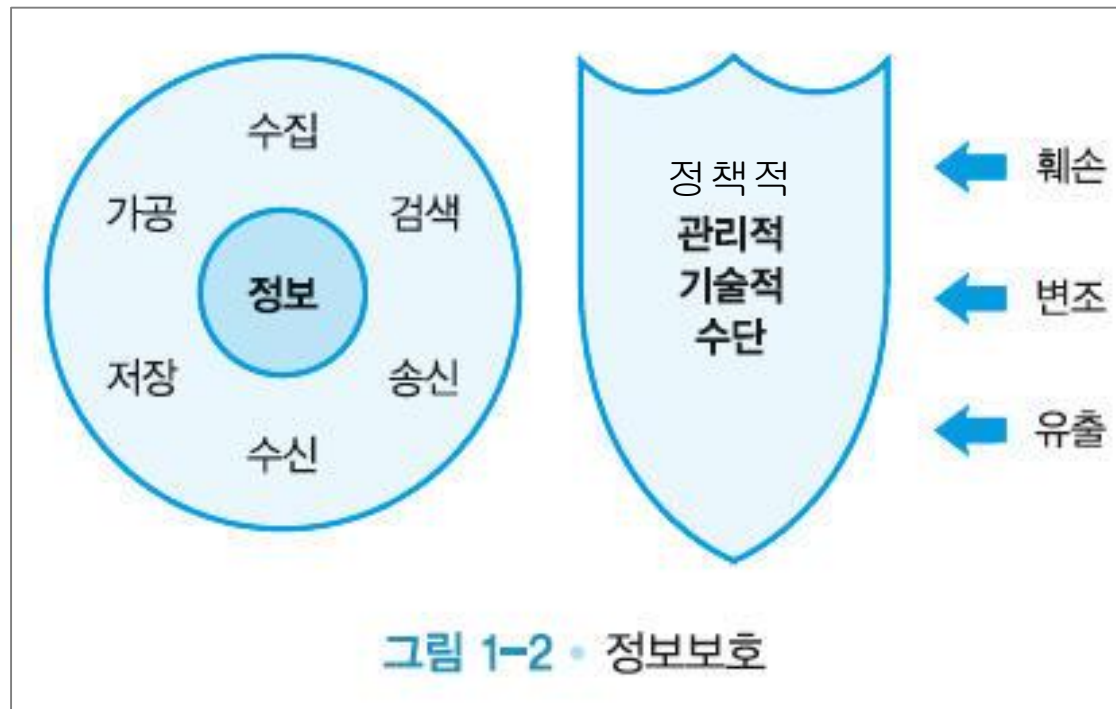 수집
가공
검색
정보
저장
송신
수신
정책적
관리적
기술적
수단
훼손
변조
유출
그림 1-2 • 정보보호